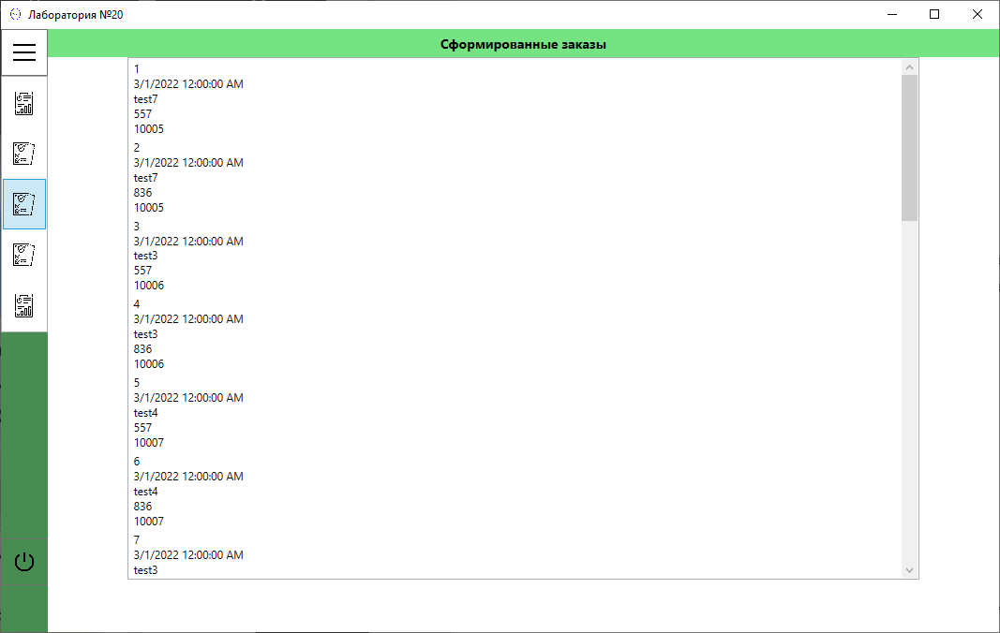 Лаборатория №20
Сформированные заказы
1
3/1/2022 12:00:00 AM
test7
557
10005
2
3/1/2022 12:00:00 AM
test7
836
10005
3
3/1/2022 12:00:00 AM
test3
557
10006
4
3/1/2022 12:00:00 AM
test3
836
10006
5
3/1/2022 12:00:00 AM
test4
557
10007
6
3/1/2022 12:00:00 AM
test4
836
10007
7
3/1/2022 12:00:00 AM
test3